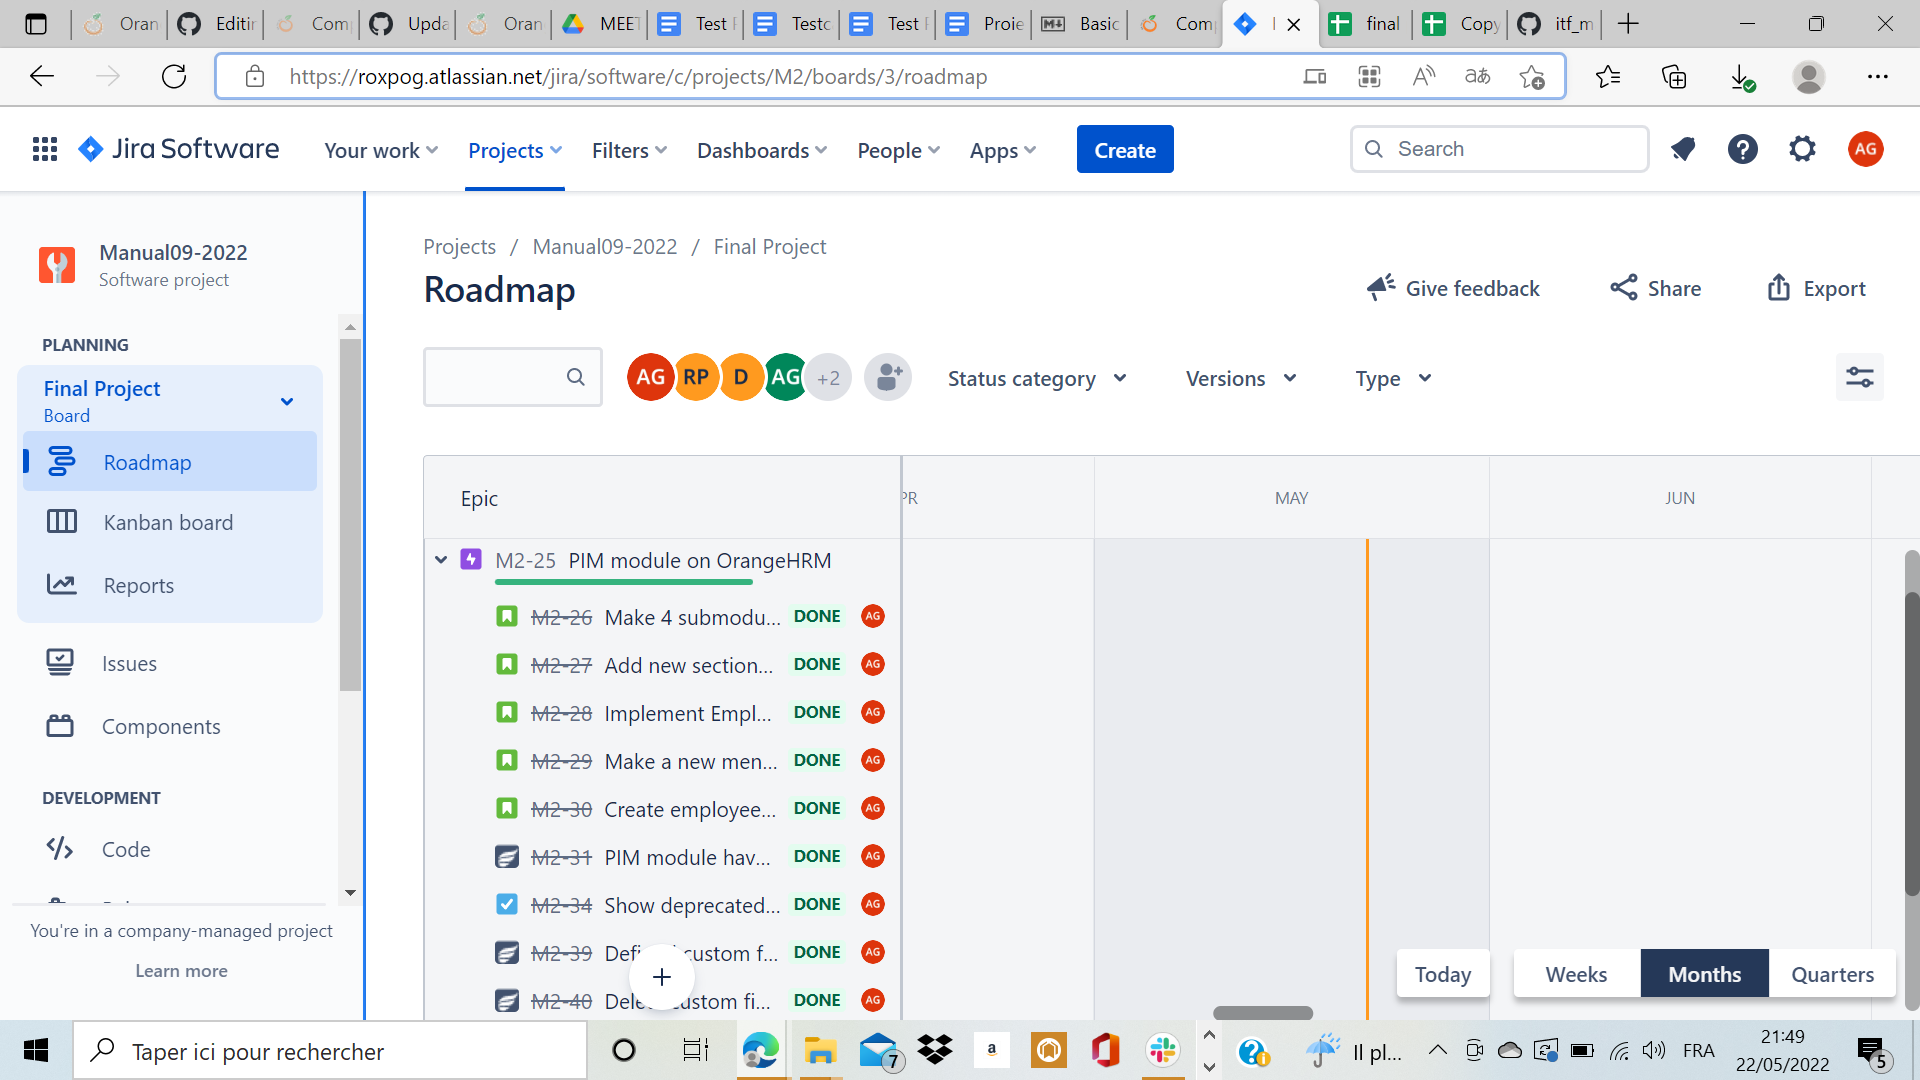 Oran
Editin
Comp
Upda
Oran
MEET
Test
Testc
Test
Proie
Basic
Comp
final
Copy
itf_m
https://roxpog.atlassian.net/jira/software/c/projects/M2/boards/3/roadmap
Jira Software
Your work
Projects
Filters
Dashboards
People
Apps
Create
Search
AG
Manual09-2022
Software project
PLANNING
Final Project
Board
Roadmap
Kanban board
Reports
Issues
Components
DEVELOPMENT
Code
You're in a company-managed project
Learn more
Projects / Manual09-2022 / Final Project
Roadmap
Give feedback
Share
Export
AG RP D AG +2
Status category
Versions
Type
Epic
PR
MAY
JUN
M2-25 PIM module on OrangeHRM
M2-26 Make 4 submodu... DONE AG
M2-27 Add new section... DONE AG
M2-28 Implement Empl... DONE AG
M2-29 Make a new men... DONE AG
M2-30 Create employee... DONE AG
M2-31 PIM module hav... DONE AG
M2-34 Show deprecated... DONE AG
M2-39 custom f... DONE AG
M2-40 custom fi... DONE AG
Today
Weeks
Months
Quarters
Taper ici pour rechercher
7
a
Il pl...
FRA
21:49
22/05/2022
5